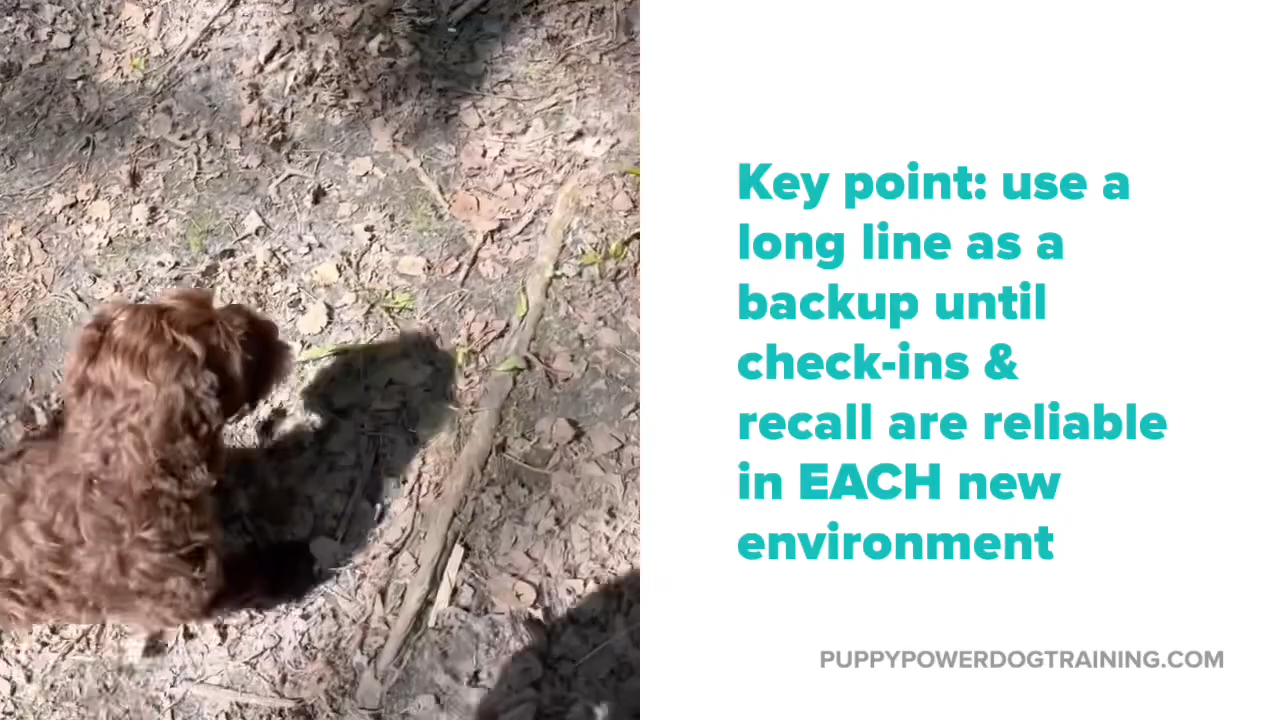 Key point: use a
long line as a
backup until
check-ins &
recall are reliable
in EACH new
environment
PUPPYPOWERDOGTRAINING.COM